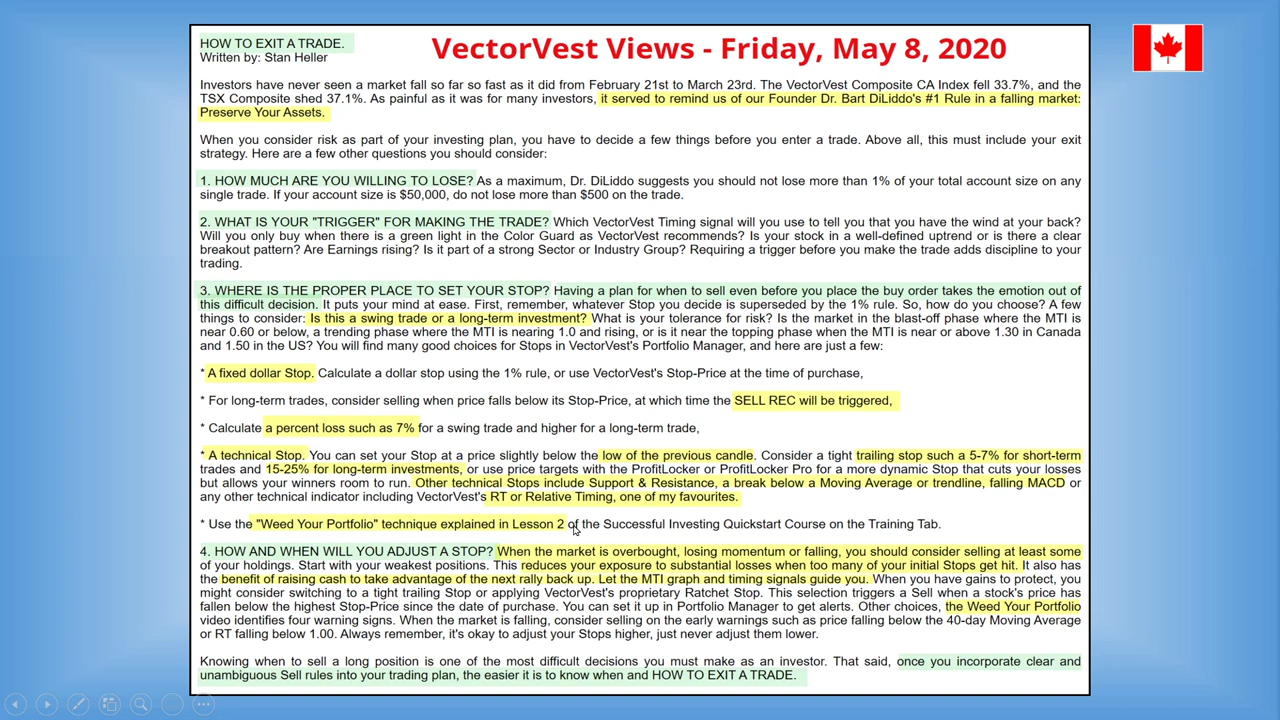 HOW TO EXIT A TRADE.
VectorVest Views - Friday, May 8, 2020
Written by: Stan Heller
Investors have never seen a market fall so far so fast as it did from February 21st to March 23rd. The VectorVest Composite CA Index fell 33.7%, and the
TSX Composite shed 37.1%. As painful as it was for many investors, it served to remind us of our Founder Dr. Bart DiLiddo's #1 Rule in a falling market:
Preserve Your Assets.
When you consider risk as part of your investing plan, you have to decide a few things before you enter a trade. Above all, this must include your exit
strategy. Here are a few other questions you should consider:
1. HOW MUCH ARE YOU WILLING TO LOSE? As a maximum, Dr. DiLiddo suggests you should not lose more than 1% of your total account size on any
single trade. If your account size is $50,000, do not lose more than $500 on the trade.
2. WHAT IS YOUR "TRIGGER" FOR MAKING THE TRADE? Which VectorVest Timing signal will you use to tell you that you have the wind at your back?
Will you only buy when there is a green light in the Color Guard as VectorVest recommends? Is your stock in a well-defined uptrend or is there a clear
breakout pattern? Are Earnings rising? Is it part of a strong Sector or Industry Group? Requiring a trigger before you make the trade adds discipline to your
trading.
3. WHERE IS THE PROPER PLACE TO SET YOUR STOP? Having a plan for when to sell even before you place the buy order takes the emotion out of
this difficult decision. It puts your mind at ease. First, remember, whatever Stop you decide is superseded by the 1% rule. So, how do you choose? A few
things to consider: Is this a swing trade or a long-term investment? What is your tolerance for risk? Is the market in the blast-off phase where the MTI is
near 0.60 or below, a trending phase where the MTI is nearing 1.0 and rising, or is it near the topping phase when the MTI is near or above 1.30 in Canada
and 1.50 in the US? You will find many good choices for Stops in VectorVest's Portfolio Manager, and here are just a few:
* A fixed dollar Stop. Calculate a dollar stop using the 1% rule, or use VectorVest's Stop-Price at the time of purchase,
* For long-term trades, consider selling when price falls below its Stop-Price, at which time the SELL REC will be triggered,
* Calculate a percent loss such as 7% for a swing trade and higher for a long-term trade,
* A technical Stop. You can set your Stop at a price slightly below the low of the previous candle. Consider a tight trailing stop such a 5-7% for short-term
trades and 15-25% for long-term investments, or use price targets with the ProfitLocker or ProfitLocker Pro for a more dynamic Stop that cuts your losses
but allows your winners room to run. Other technical Stops include Support & Resistance, a break below a Moving Average or trendline, falling MACD or
any other technical indicator including VectorVest's RT or Relative Timing, one of my favourites.
* Use the "Weed Your Portfolio" technique explained in Lesson 2 of the Successful Investing Quickstart Course on the Training Tab.
4. HOW AND WHEN WILL YOU ADJUST A STOP? When the market is overbought, losing momentum or falling, you should consider selling at least some
of your holdings. Start with your weakest positions. This reduces your exposure to substantial losses when too many of your initial Stops get hit. It also has
the benefit of raising cash to take advantage of the next rally back up. Let the MTI graph and timing signals guide you. When you have gains to protect, you
might consider switching to a tight trailing Stop or applying VectorVest's proprietary Ratchet Stop. This selection triggers a Sell when a stock's price has
fallen below the highest Stop-Price since the date of purchase. You can set it up in Portfolio Manager to get alerts. Other choices, the Weed Your Portfolio
video identifies four warning signs. When the market is falling, consider selling on the early warnings such as price falling below the 40-day Moving Average
or RT falling below 1.00. Always remember, it's okay to adjust your Stops higher, just never adjust them lower.
Knowing when to sell a long position is one of the most difficult decisions you must make as an investor. That said, once you incorporate clear and
unambiguous Sell rules into your trading plan, the easier it is to know when and HOW TO EXIT A TRADE.